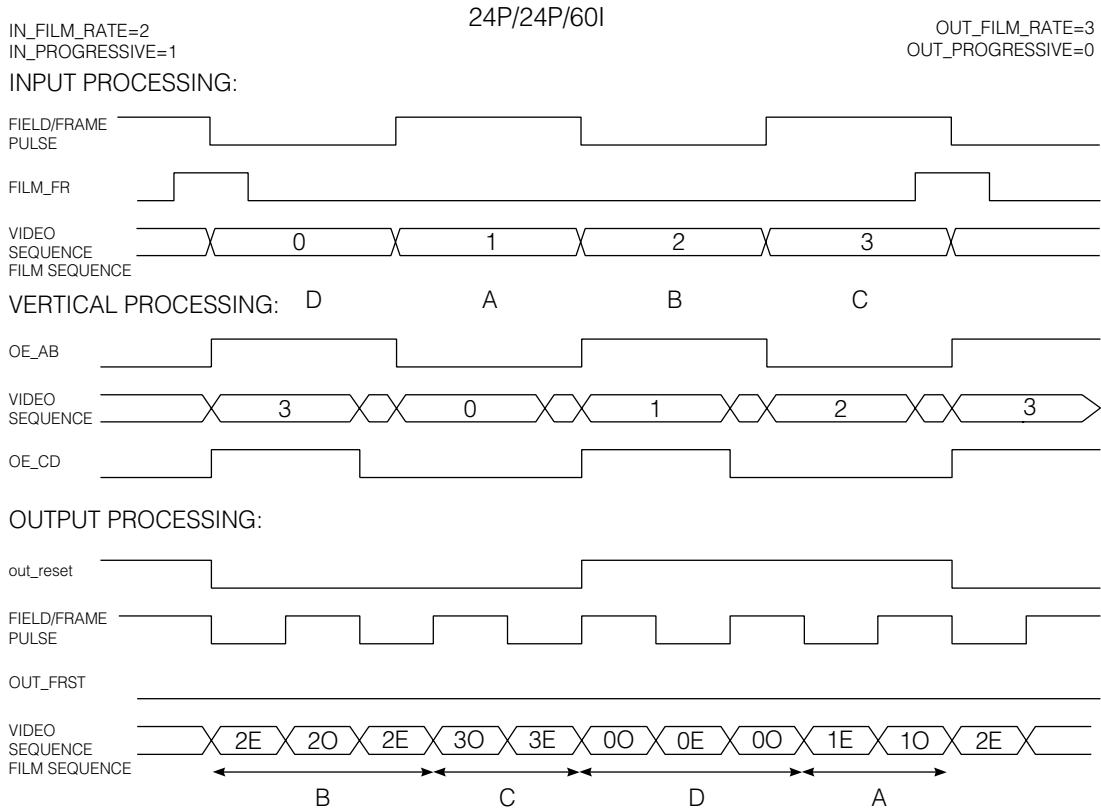 24P/24P/60I
IN_FILM_RATE=2
IN_PROGRESSIVE=1
OUT_FILM_RATE=3
OUT_PROGRESSIVE=0
INPUT PROCESSING:
FIELD/FRAME
PULSE
FILM_FR
VIDEO
SEQUENCE
0 1 2 3
FILM SEQUENCE
D A B C
VERTICAL PROCESSING:
OE_AB
VIDEO
SEQUENCE
3 0 1 2 3
OE_CD
OUTPUT PROCESSING:
out_reset
FIELD/FRAME
PULSE
OUT_FRST
VIDEO
SEQUENCE
2E 2O 2E 3O 3E 0O 0E 0O 1E 1O 2E
FILM SEQUENCE
B C D A